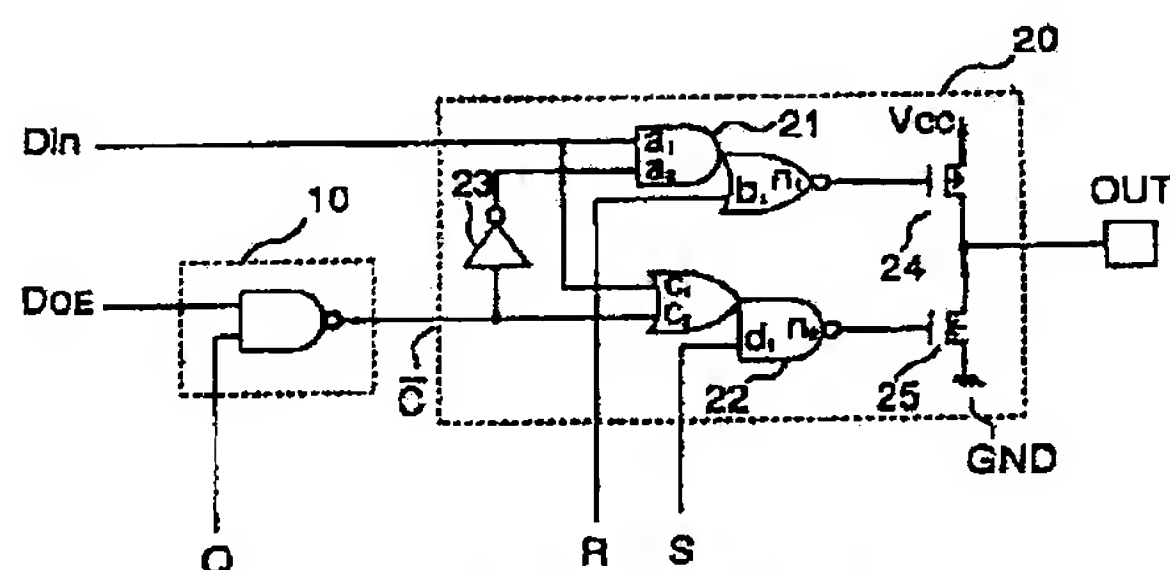 20
Din
a₁
a₂
21
Vcc
23
b₁
n₁
10
OUT
24
DOE
c₁
c₂
d₁
n₂
C̅
22
25
GND
Q
R
S